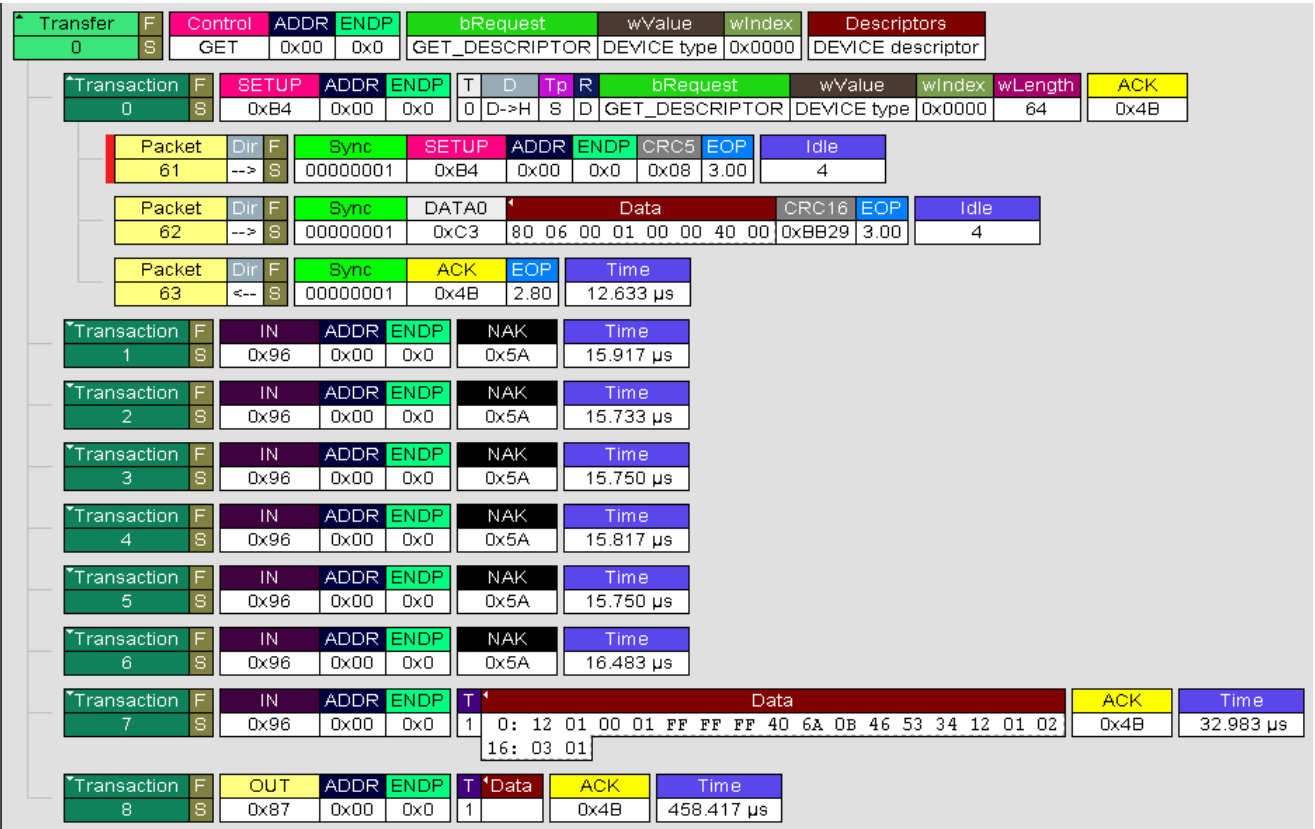 Transfer F Control ADDR ENDP bRequest wValue wIndex Descriptors
0 S GET 0x00 0x0 GET_DESCRIPTOR DEVICE type 0x0000 DEVICE descriptor
Transaction F SETUP ADDR ENDP T D Tp R bRequest wValue wIndex wLength ACK
0 S 0xB4 0x00 0x0 0 D->H S D GET_DESCRIPTOR DEVICE type 0x0000 64 0x4B
Packet Dir F Sync SETUP ADDR ENDP CRC5 EOP Idle
61 --> S 00000001 0xB4 0x00 0x0 0x08 3.00 4
Packet Dir F Sync DATA0 Data CRC16 EOP Idle
62 --> S 00000001 0xC3 80 06 00 01 00 00 40 00 0xBB29 3.00 4
Packet Dir F Sync ACK EOP Time
63 <-- S 00000001 0x4B 2.80 12.633 µs
Transaction F IN ADDR ENDP NAK Time
1 S 0x96 0x00 0x0 0x5A 15.917 µs
Transaction F IN ADDR ENDP NAK Time
2 S 0x96 0x00 0x0 0x5A 15.733 µs
Transaction F IN ADDR ENDP NAK Time
3 S 0x96 0x00 0x0 0x5A 15.750 µs
Transaction F IN ADDR ENDP NAK Time
4 S 0x96 0x00 0x0 0x5A 15.817 µs
Transaction F IN ADDR ENDP NAK Time
5 S 0x96 0x00 0x0 0x5A 15.750 µs
Transaction F IN ADDR ENDP NAK Time
6 S 0x96 0x00 0x0 0x5A 16.483 µs
Transaction F IN ADDR ENDP T Data ACK Time
7 S 0x96 0x00 0x0 1 0: 12 01 00 01 FF FF FF 40 6A 0B 46 53 34 12 01 02 0x4B 32.983 µs
16: 03 01
Transaction F OUT ADDR ENDP T Data ACK Time
8 S 0x87 0x00 0x0 1 0x4B 458.417 µs